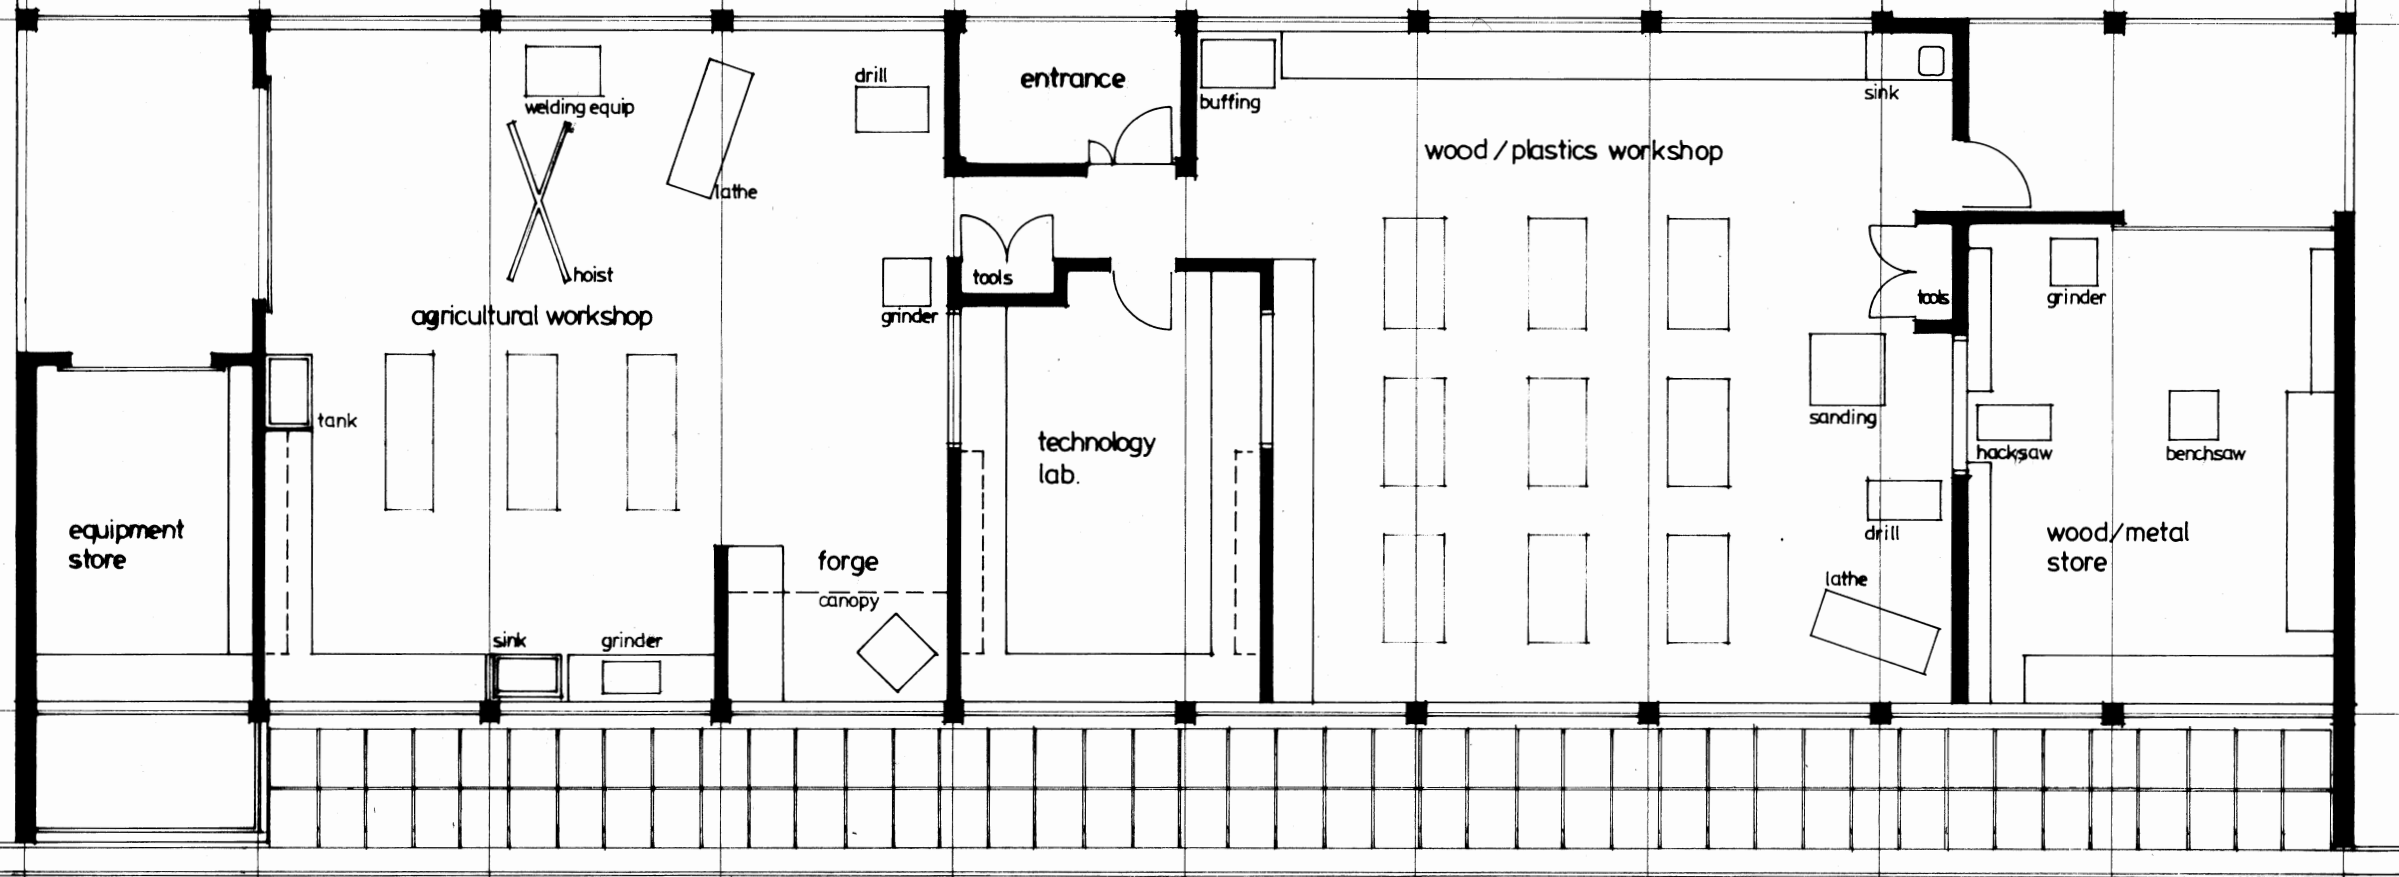 entrance
drill
welding equip
buffing
sink
wood/plastics workshop
lathe
hoist
tools
tools
grinder
agricultural workshop
grinder
tank
sanding
technology
lab.
hacksaw
benchsaw
equipment
store
wood/metal
store
drill
forge
canopy
lathe
sink
grinder